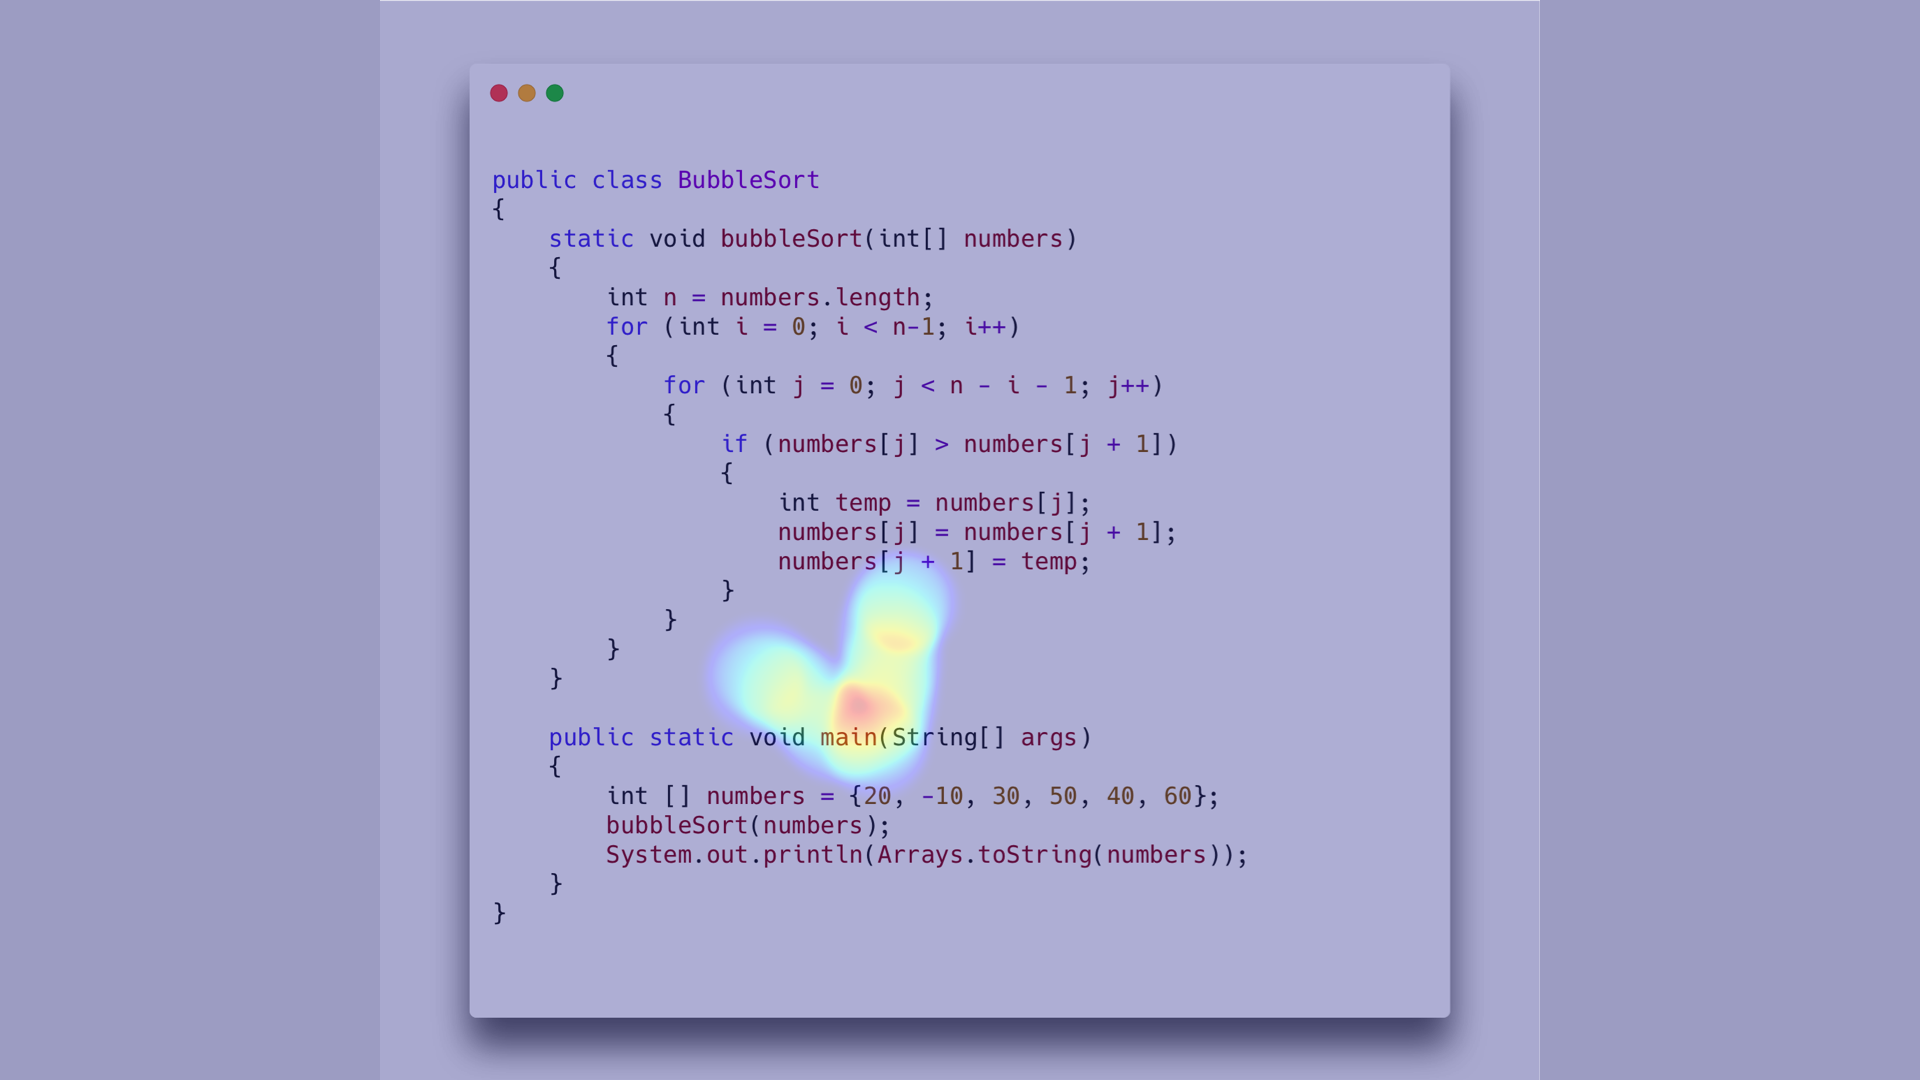 public class BubbleSort
{
    static void bubbleSort(int[] numbers)
    {
        int n = numbers.length;
        for (int i = 0; i < n-1; i++)
        {
            for (int j = 0; j < n - i - 1; j++)
            {
                if (numbers[j] > numbers[j + 1])
                {
                    int temp = numbers[j];
                    numbers[j] = numbers[j + 1];
                    numbers[j + 1] = temp;
                }
            }
        }
    }
    public static void main(String[] args)
    {
        int [] numbers = {20, -10, 30, 50, 40, 60};
        bubbleSort(numbers);
        System.out.println(Arrays.toString(numbers));
    }
}